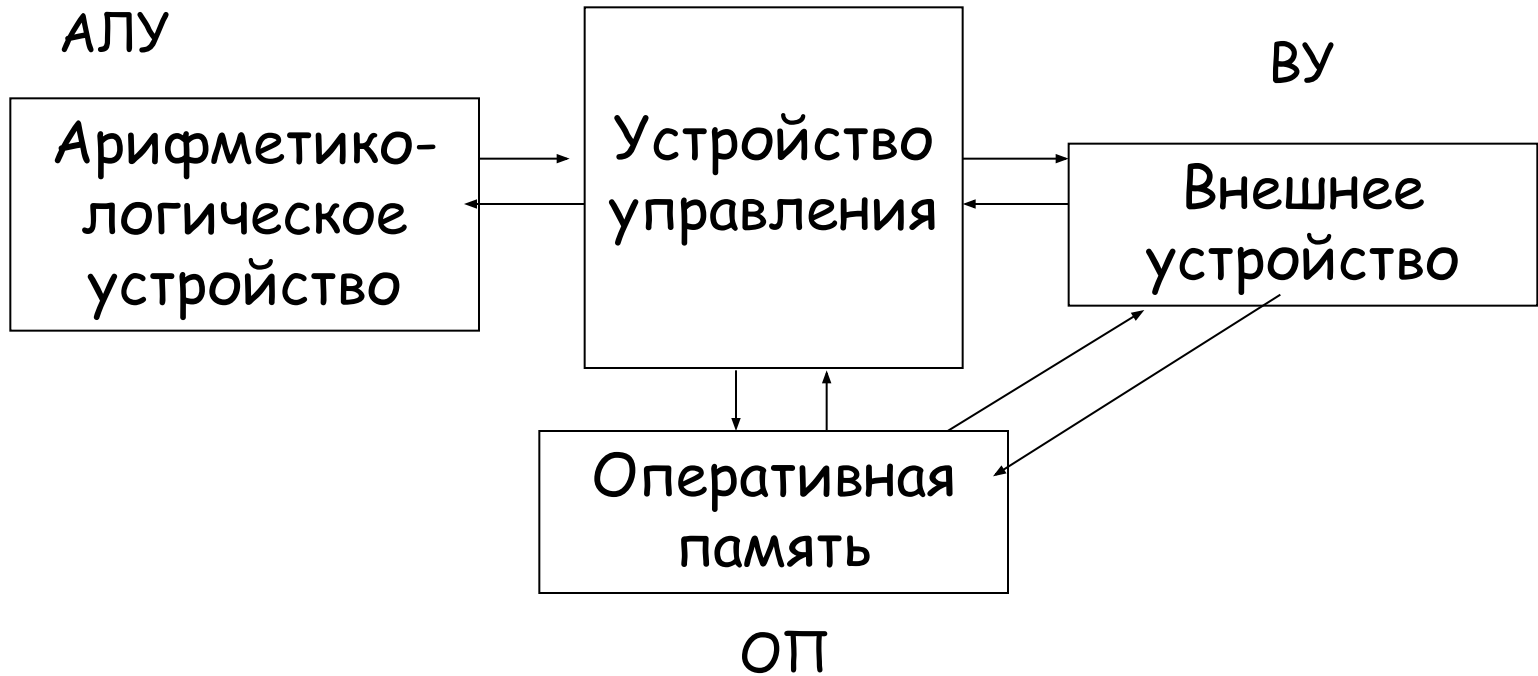 АЛУ
ВУ
Арифметико-
логическое
устройство
Устройство
управления
Внешнее
устройство
Оперативная
память
ОП